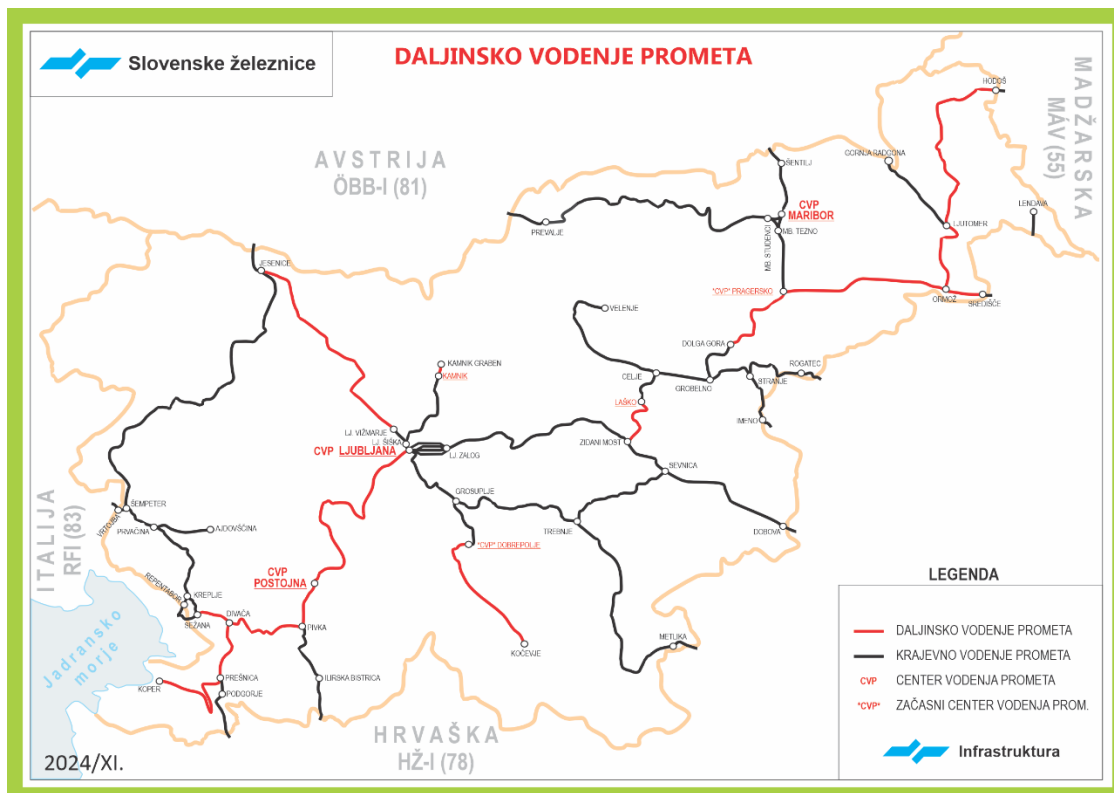 Slovenske železnice
DALJINSKO VODENJE PROMETA
AVSTRIJA
ÖBB-I (81)
MADŽARSKA
MÁV (55)
HODOŠ
ŠENTILJ
GORNJA RADGONA
CVP
MARIBOR
LENDAVA
PREVALJE
MB. STUDENCI
MB. TEZNO
LJUTOMER
JESENICE
"CVP" PRAGERSKO
ORMOŽ
SREDIŠČE
VELENJE
DOLGA GORA
KAMNIK GRABEN
KAMNIK
CELJE
GROBELNO
STRANJE
ROGATEC
LAŠKO
IMENO
LJ. VIŽMARJE
LJ. ŠIŠKA
CVP LJUBLJANA
LJ. ZALOG
ZIDANI MOST
SEVNICA
ITALIJA
RFI (83)
VRTOJBA
ŠEMPETER
PRVAČINA
AJDOVŠČINA
GROSUPLJE
TREBNJE
DOBOVA
"CVP" DOBREPOLJE
CVP
POSTOJNA
REPENTABOR
KREPLJE
SEŽANA
DIVAČA
PIVKA
KOČEVJE
METLIKA
Jadransko
morje
KOPER
PREŠNICA
PODGORJE
ILIRSKA BISTRICA
HRVAŠKA
HŽ-I (78)
2024/XI.
LEGENDA
DALJINSKO VODENJE PROMETA
KRAJEVNO VODENJE PROMETA
CVP CENTER VODENJA PROMETA
"CVP" ZAČASNI CENTER VODENJA PROM.
Infrastruktura